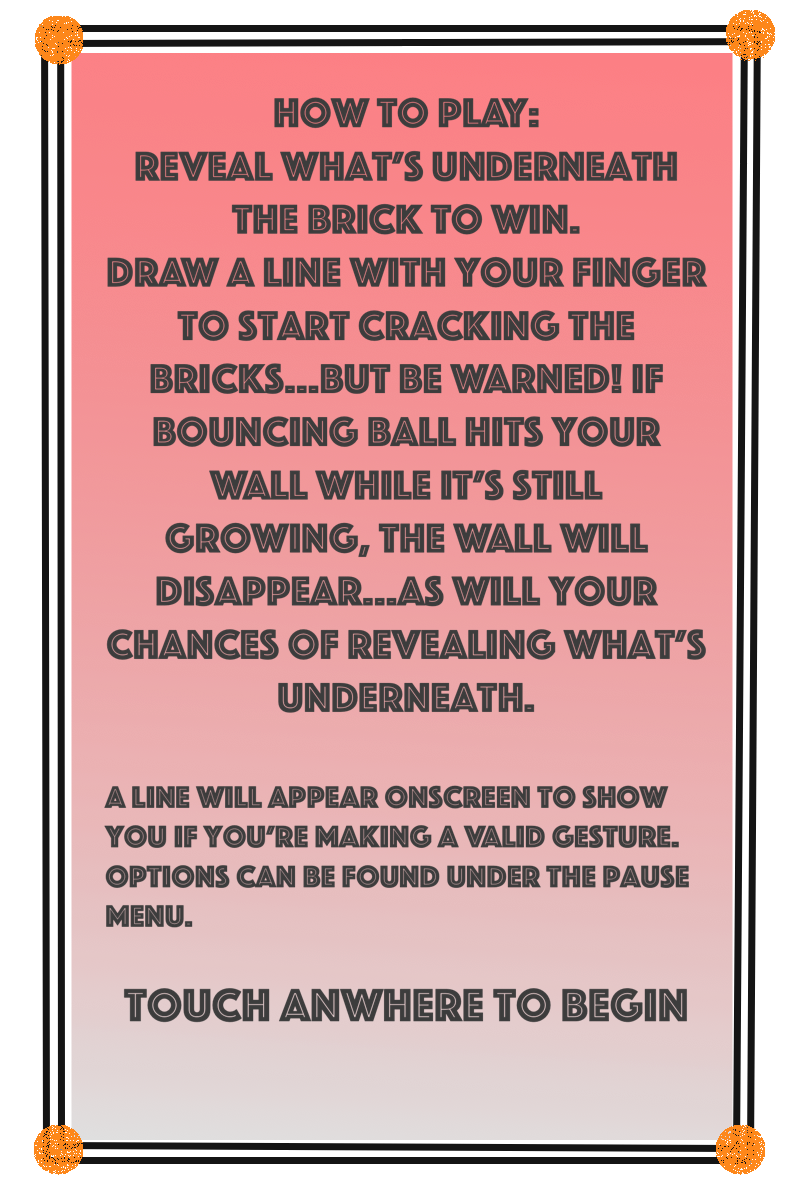 HOW TO PLAY:
REVEAL WHAT'S UNDERNEATH
THE BRICK TO WIN.
DRAW A LINE WITH YOUR FINGER
TO START CRACKING THE
BRICKS...BUT BE WARNED! IF
BOUNCING BALL HITS YOUR
WALL WHILE IT'S STILL
GROWING, THE WALL WILL
DISAPPEAR...AS WILL YOUR
CHANCES OF REVEALING WHAT'S
UNDERNEATH.
A LINE WILL APPEAR ONSCREEN TO SHOW
YOU IF YOU'RE MAKING A VALID GESTURE.
OPTIONS CAN BE FOUND UNDER THE PAUSE
MENU.
TOUCH ANWHERE TO BEGIN